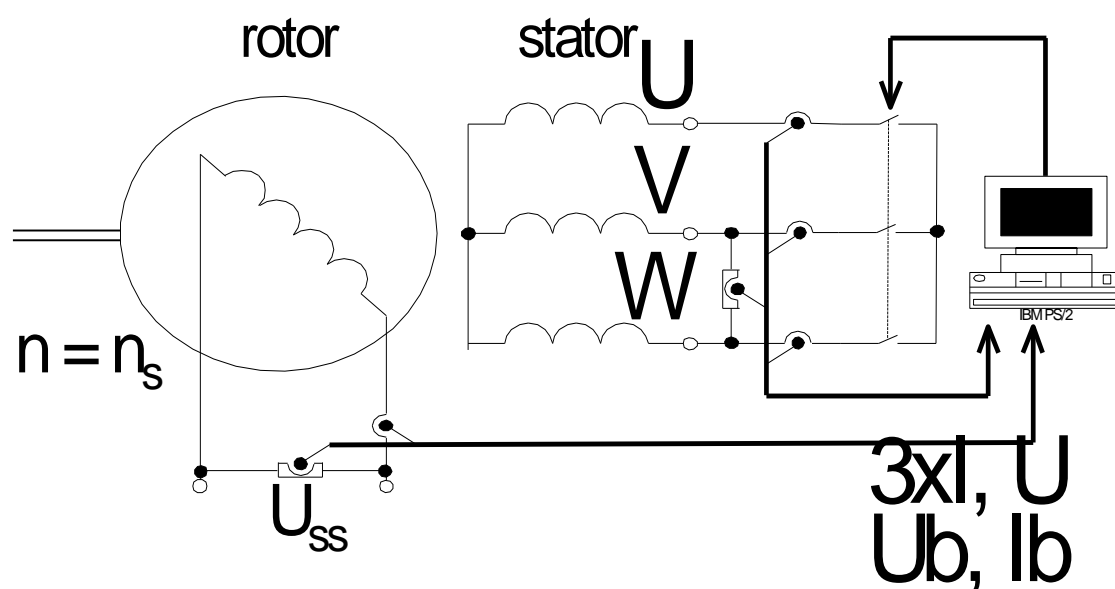 rotor
stator
U
V
W
n = ns
IBM PS/2
Uss
3xI, U
Ub, Ib